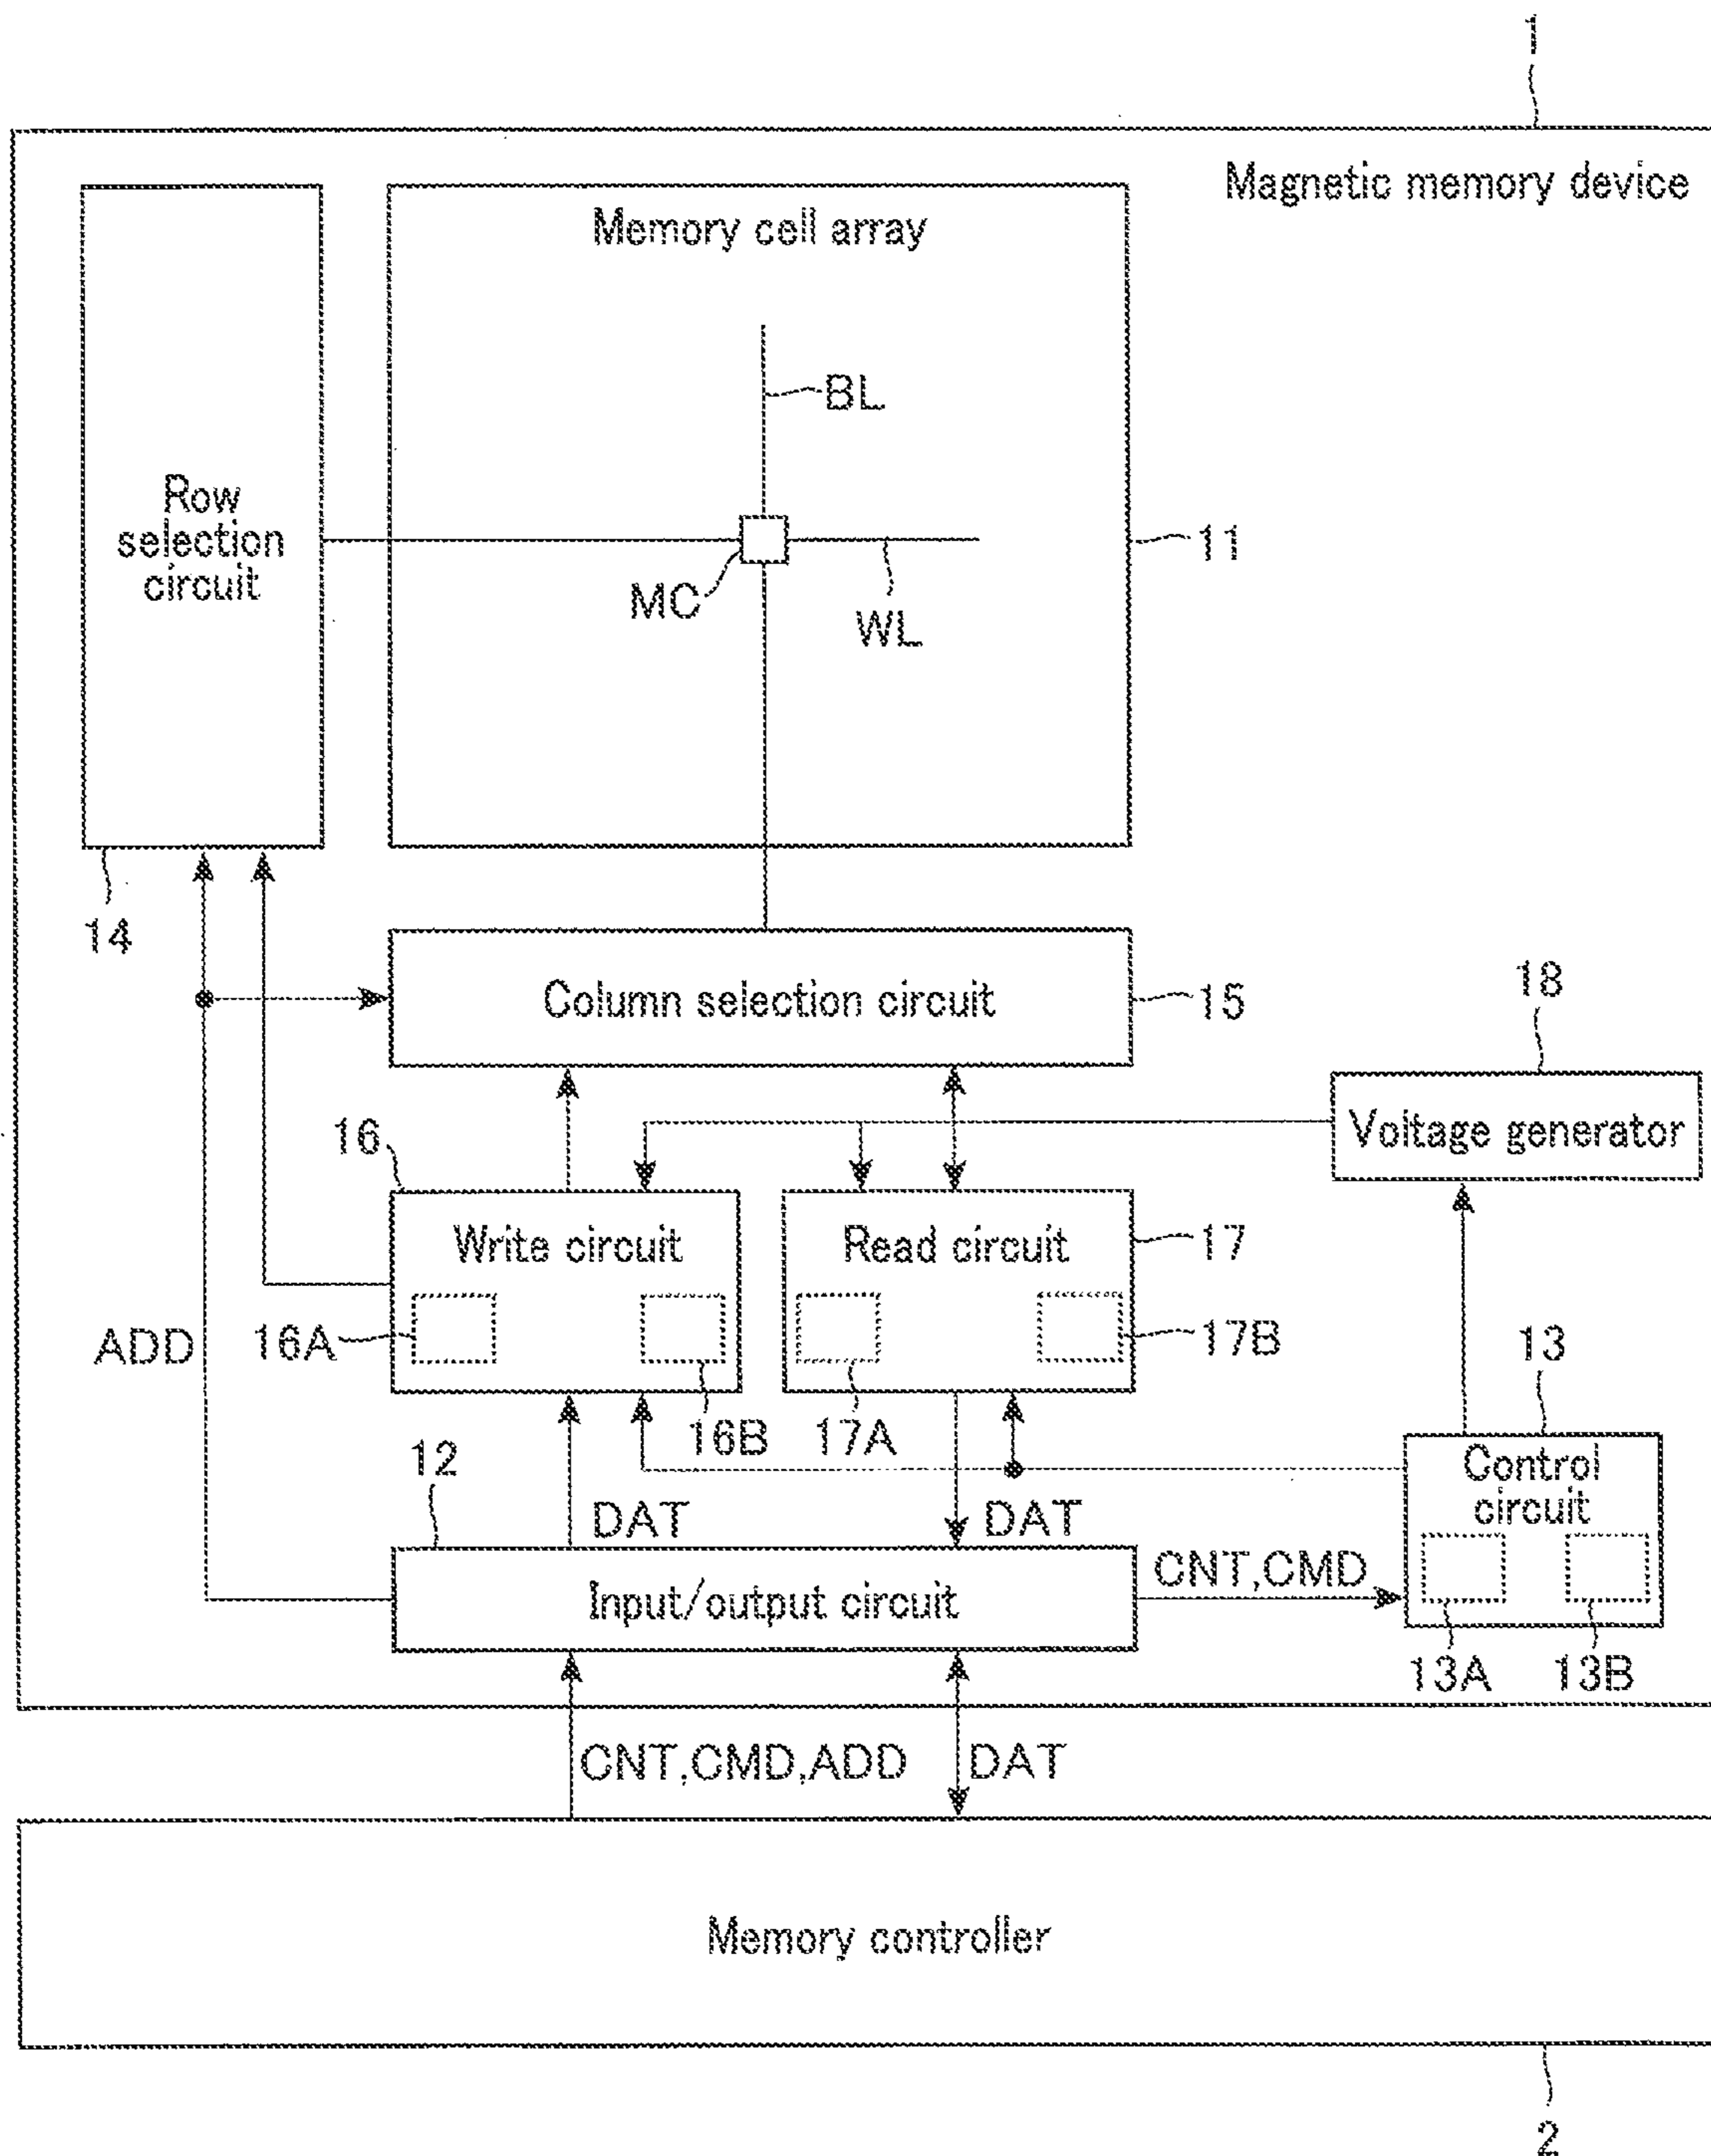 1
Magnetic memory device
Memory cell array
BL
Row
selection
circuit
11
MC
WL
14
Column selection circuit
15
18
Voltage generator
16
Write circuit
Read circuit
17
16A
17B
ADD
13
16B
17A
12
Control
circuit
DAT
DAT
CNT,CMD
Input/output circuit
13A
13B
CNT,CMD,ADD
DAT
Memory controller
2